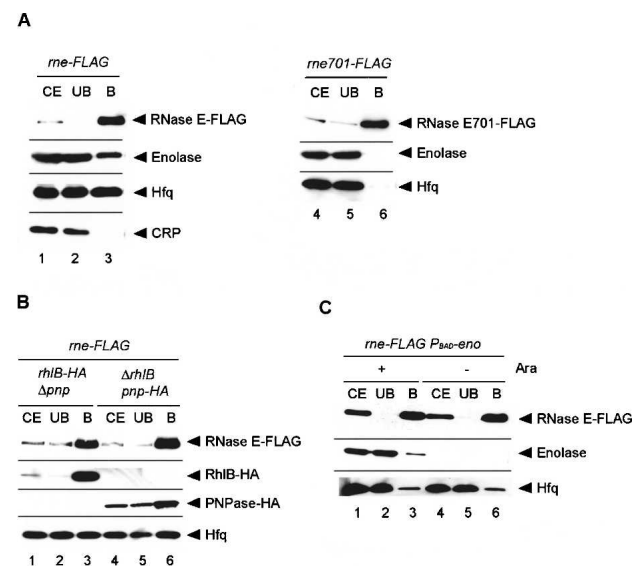 A
rne-FLAG
CE UB B
RNase E-FLAG
Enolase
Hfq
CRP
1 2 3
rne701-FLAG
CE UB B
RNase E701-FLAG
Enolase
Hfq
4 5 6
B
rne-FLAG
rhlB-HA ΔrhlB
Δpnp pnp-HA
CE UB B CE UB B
RNase E-FLAG
RhlB-HA
PNPase-HA
Hfq
1 2 3 4 5 6
C
rne-FLAG PBAD-eno
+ - Ara
CE UB B CE UB B
RNase E-FLAG
Enolase
Hfq
1 2 3 4 5 6